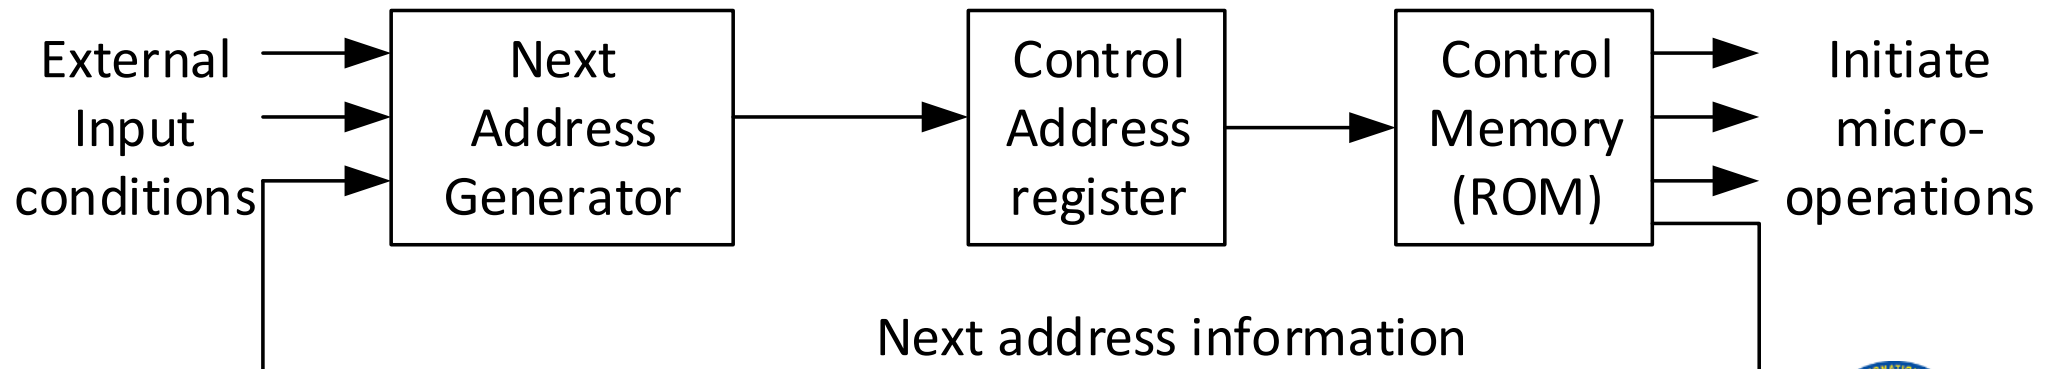 External
Input
conditions
Next
Address
Generator
Control
Address
register
Control
Memory
(ROM)
Initiate
micro-
operations
Next address information